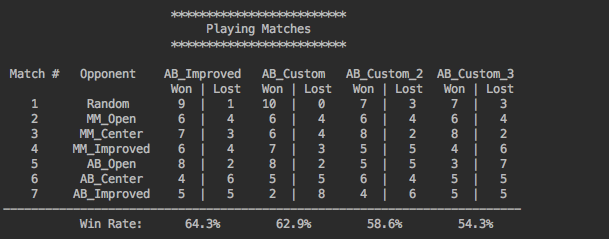 *************************
Playing Matches
*************************
Match # Opponent AB_Improved AB_Custom AB_Custom_2 AB_Custom_3
Won | Lost Won | Lost Won | Lost Won | Lost
1 Random 9 | 1 10 | 0 7 | 3 7 | 3
2 MM_Open 6 | 4 6 | 4 6 | 4 6 | 4
3 MM_Center 7 | 3 6 | 4 8 | 2 8 | 2
4 MM_Improved 6 | 4 7 | 3 5 | 5 4 | 6
5 AB_Open 8 | 2 8 | 2 5 | 5 3 | 7
6 AB_Center 4 | 6 5 | 5 6 | 4 5 | 5
7 AB_Improved 5 | 5 2 | 8 4 | 6 5 | 5
Win Rate: 64.3% 62.9% 58.6% 54.3%